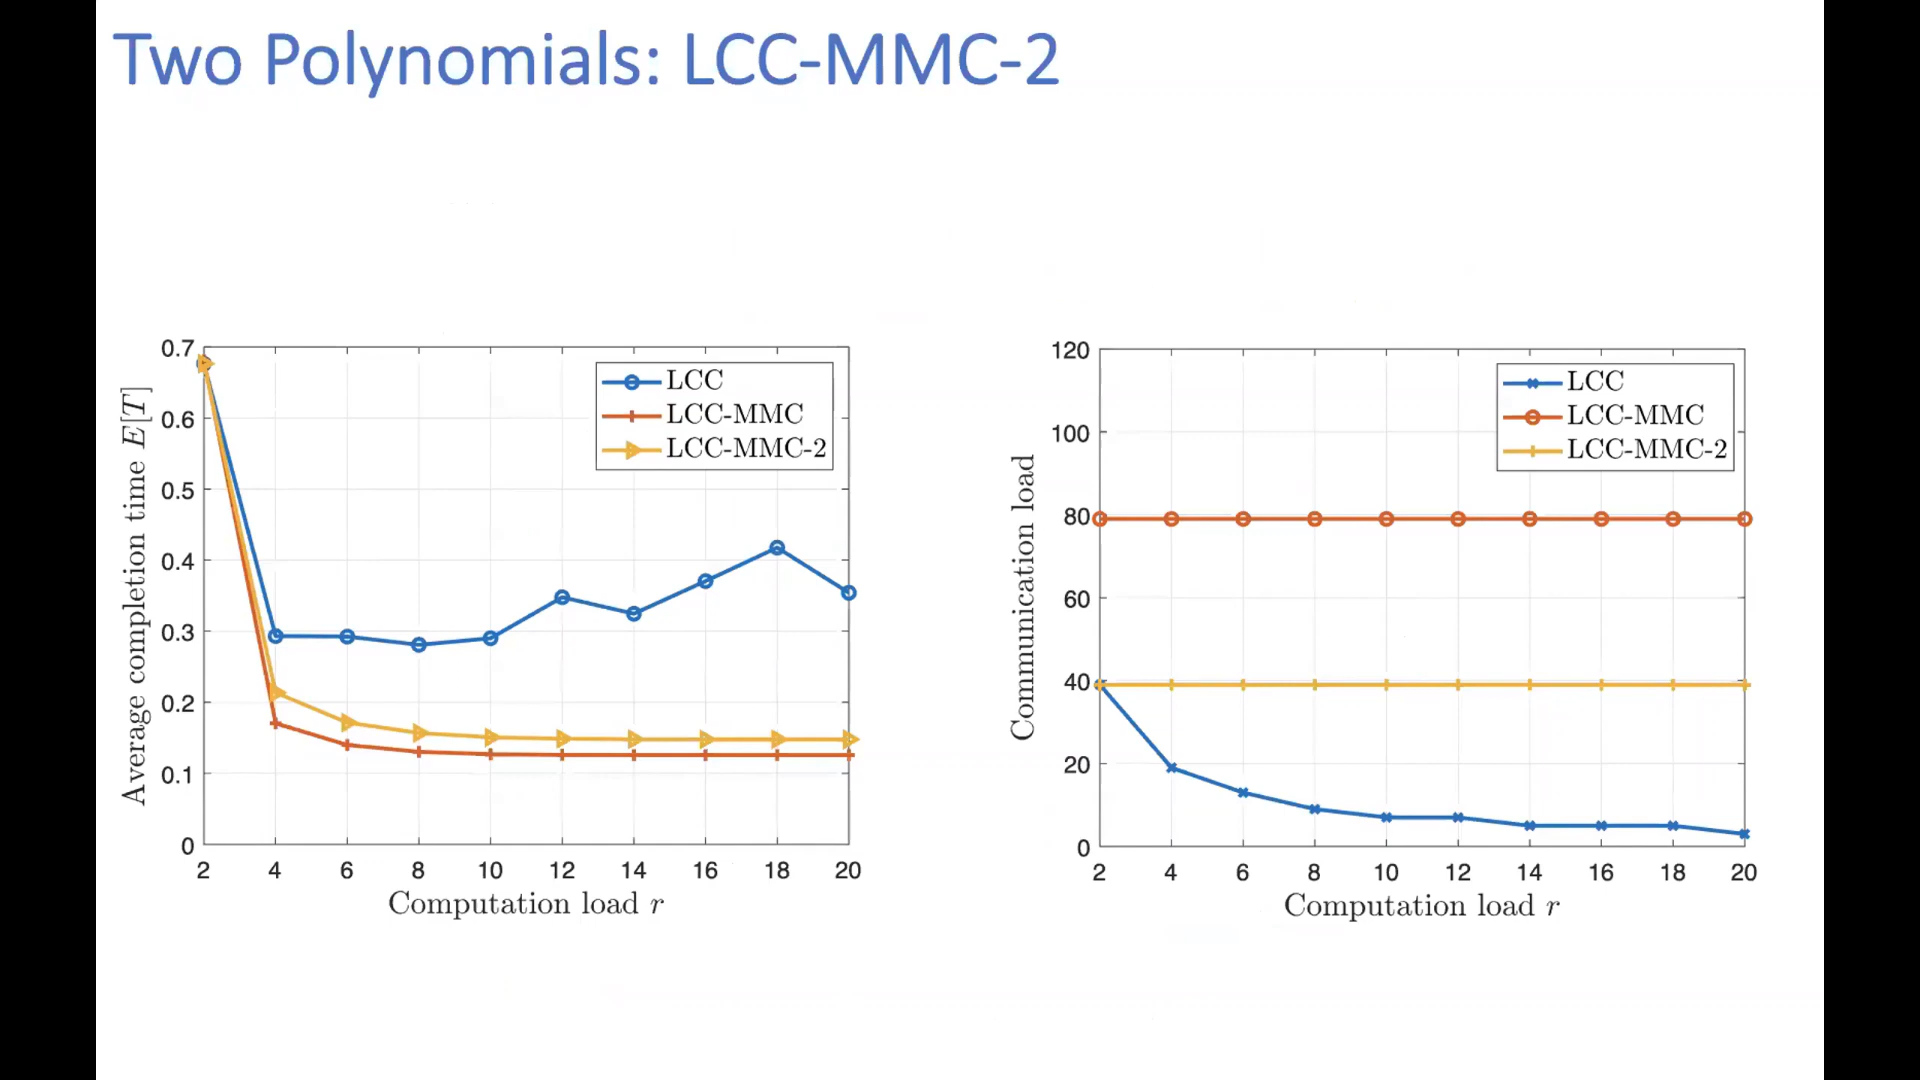 Two Polynomials: LCC-MMC-2
Average completion time E[T]
0.7
0.6
0.5
0.4
0.3
0.2
0.1
0
2 4 6 8 10 12 14 16 18 20
Computation load r
LCC
LCC-MMC
LCC-MMC-2
Communication load
120
100
80
60
40
20
0
2 4 6 8 10 12 14 16 18 20
Computation load r
LCC
LCC-MMC
LCC-MMC-2